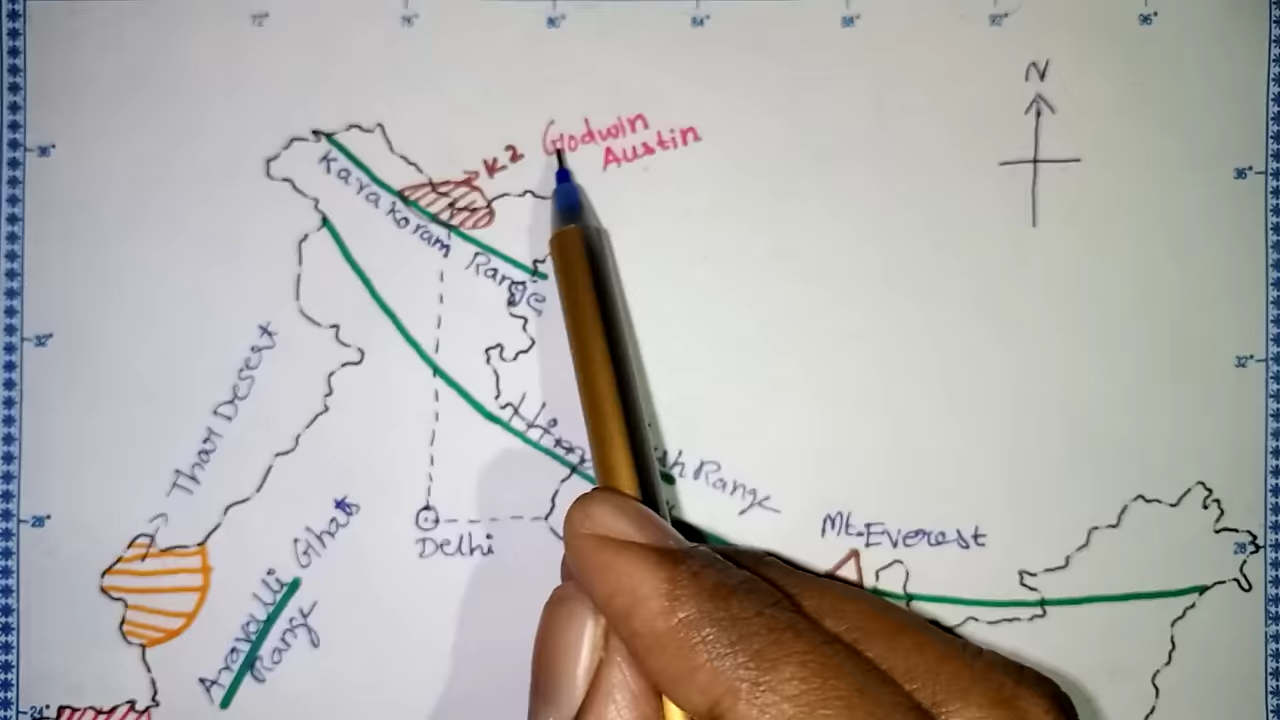 72° 76° 80° 84° 88° 92° 96°
N
Godwin
Austin
K2
36°
36°
Karakoram Range
32°
32°
Thar Desert
Range
Mt.Everest
28°
28
Delhi
Aravalli Ghats
Range
24°